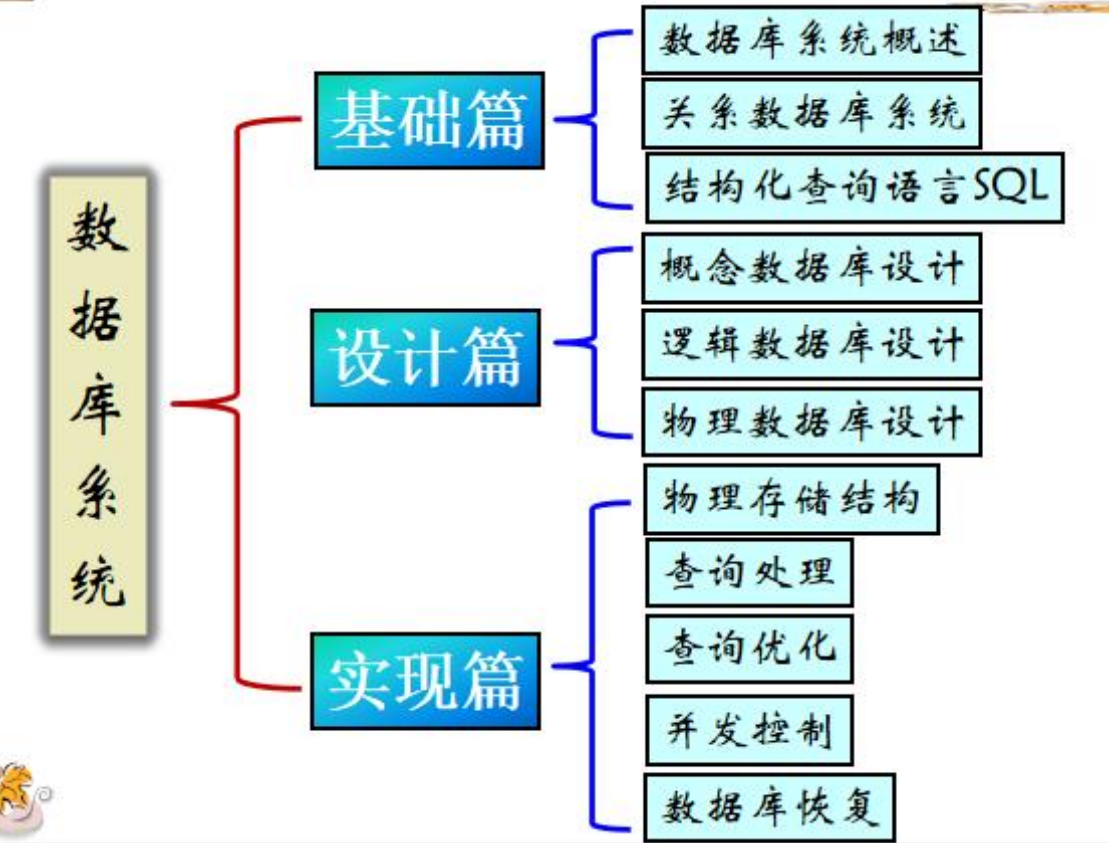 数据库系统
基础篇
数据库系统概述
关系数据库系统
结构化查询语言SQL
设计篇
概念数据库设计
逻辑数据库设计
物理数据库设计
实现篇
物理存储结构
查询处理
查询优化
并发控制
数据库恢复